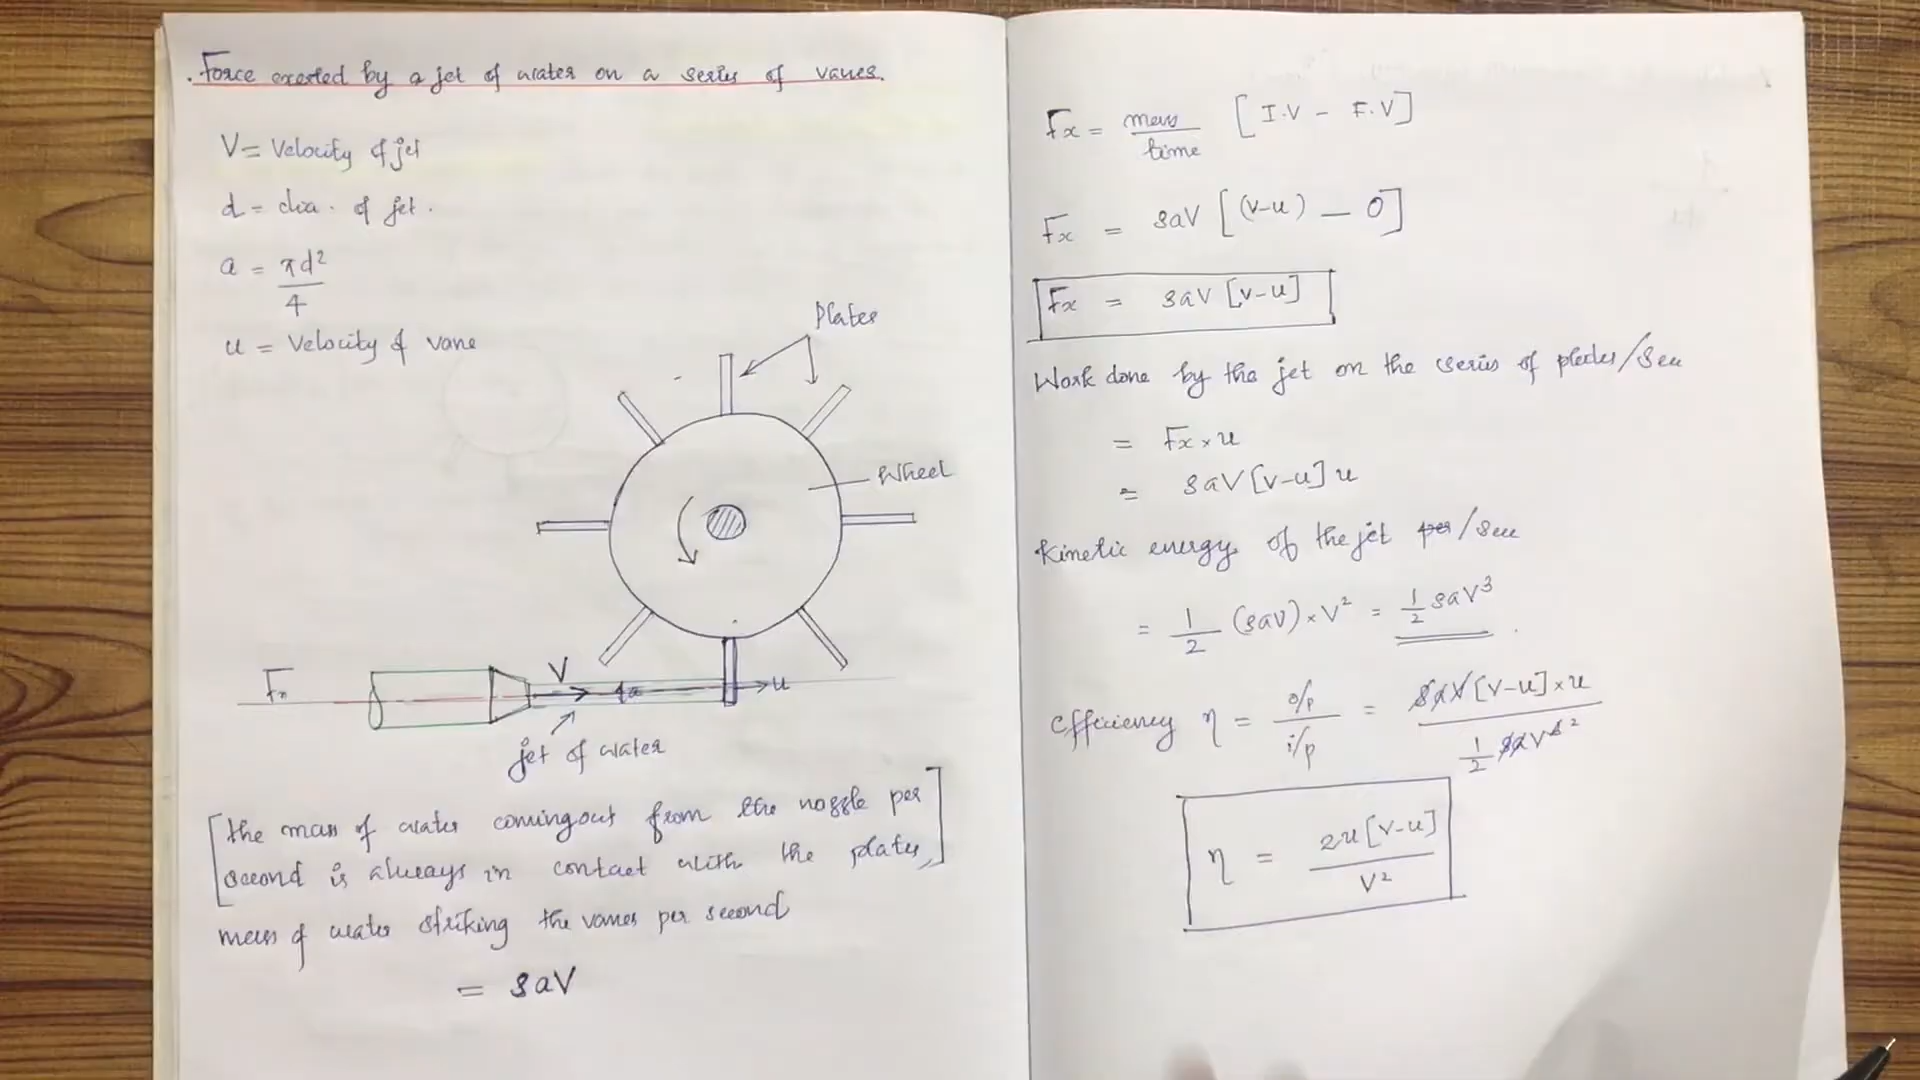 Force exerted by a jet of water on a series of vanes.
V = Velocity of jet
d = dia. of jet.
a = πd²/4
u = Velocity of vane
Plates
Wheel
Fx
V
a
u
jet of water
[the mass of water coming out from the nozzle per
second is always in contact with the plates,]
mass of water striking the vanes per second
= ρaV
Fx = mass/time [I.V - F.V]
Fx = ρaV [(V-u) - 0]
Fx = ρaV [V-u]
Work done by the jet on the series of plates/sec
= Fx × u
= ρaV[V-u] u
Kinetic energy of the jet per/sec
= 1/2 (ρaV) × V² = 1/2 ρaV³
Efficiency η = o/p / i/p = ρaV[V-u]×u / 1/2 ρaV³ ²
η = 2u[V-u] / V²